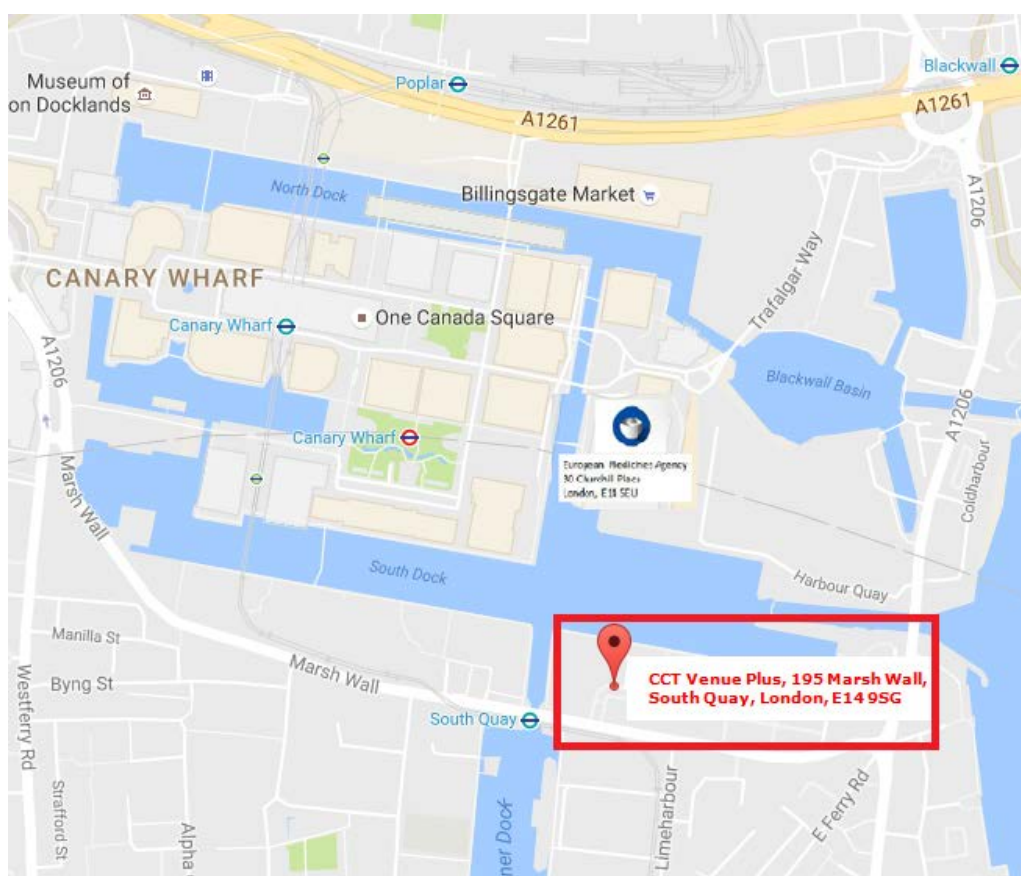 Museum of
on Docklands
Poplar
Blackwall
A1261
A1261
North Dock
Billingsgate Market
A1206
Trafalgar Way
CANARY WHARF
Canary Wharf
One Canada Square
A1206
Blackwall Basin
A1206
Canary Wharf
European Medicines Agency
30 Churchill Place
London, E14 5EU
Coldharbour
Marsh Wall
South Dock
Harbour Quay
Manilla St
Byng St
Marsh Wall
CCT Venue Plus, 195 Marsh Wall,
South Quay, London, E14 9SG
South Quay
Westferry Rd
Strafford St
Alpha
ner Dock
Limeharbour
E Ferry Rd